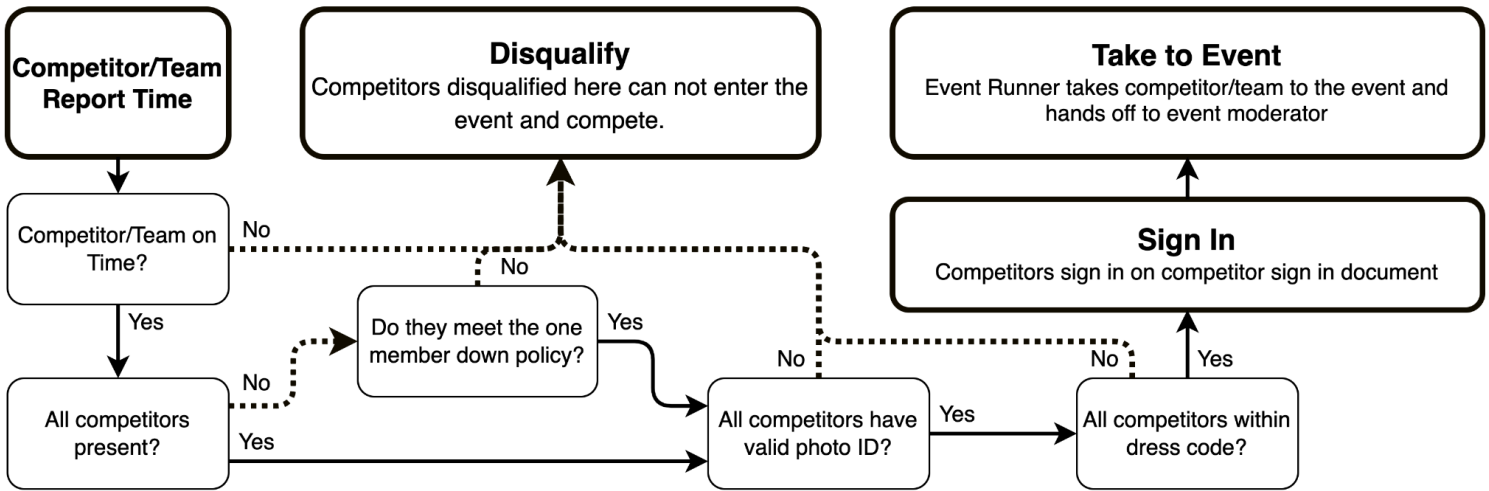 Competitor/Team
Report Time
Disqualify
Competitors disqualified here can not enter the
event and compete.
Take to Event
Event Runner takes competitor/team to the event and
hands off to event moderator
Competitor/Team on
Time?
No
Yes
Sign In
Competitors sign in on competitor sign in document
No
Do they meet the one
member down policy?
Yes
No
All competitors
present?
Yes
No
All competitors have
valid photo ID?
Yes
No
Yes
All competitors within
dress code?